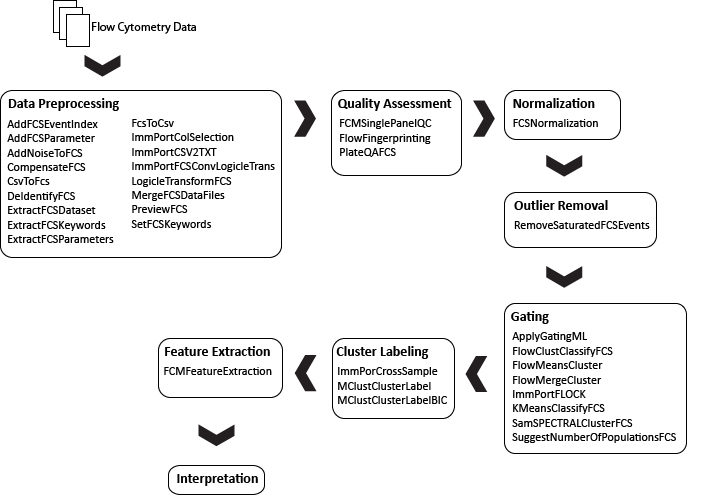 Flow Cytometry Data
Data Preprocessing
AddFCSEventIndex
AddFCSParameter
AddNoiseToFCS
CompensateFCS
CsvToFcs
DeIdentifyFCS
ExtractFCSDataset
ExtractFCSKeywords
ExtractFCSParameters
FcsToCsv
ImmPortColSelection
ImmPortCSV2TXT
ImmPortFCSConvLogicleTrans
LogicleTransformFCS
MergeFCSDataFiles
PreviewFCS
SetFCSKeywords
Quality Assessment
FCMSinglePanelQC
FlowFingerprinting
PlateQAFCS
Normalization
FCSNormalization
Outlier Removal
RemoveSaturatedFCSEvents
Gating
ApplyGatingML
FlowClustClassifyFCS
FlowMeansCluster
FlowMergeCluster
ImmPortFLOCK
KMeansClassifyFCS
SamSPECTRALClusterFCS
SuggestNumberOfPopulationsFCS
Cluster Labeling
ImmPorCrossSample
MClustClusterLabel
MClustClusterLabelBIC
Feature Extraction
FCMFeatureExtraction
Interpretation